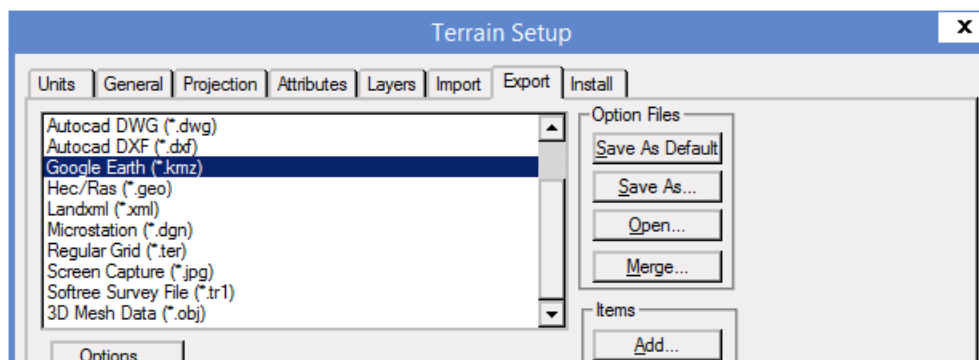 Terrain Setup
x
Units General Projection Attributes Layers Import Export Install
Autocad DWG (*.dwg)
Autocad DXF (*.dxf)
Google Earth (*.kmz)
Hec/Ras (*.geo)
Landxml (*.xml)
Microstation (*.dgn)
Regular Grid (*.ter)
Screen Capture (*.jpg)
Softree Survey File (*.tr1)
3D Mesh Data (*.obj)
Options...
Option Files
Save As Default
Save As...
Open...
Merge...
Items
Add...